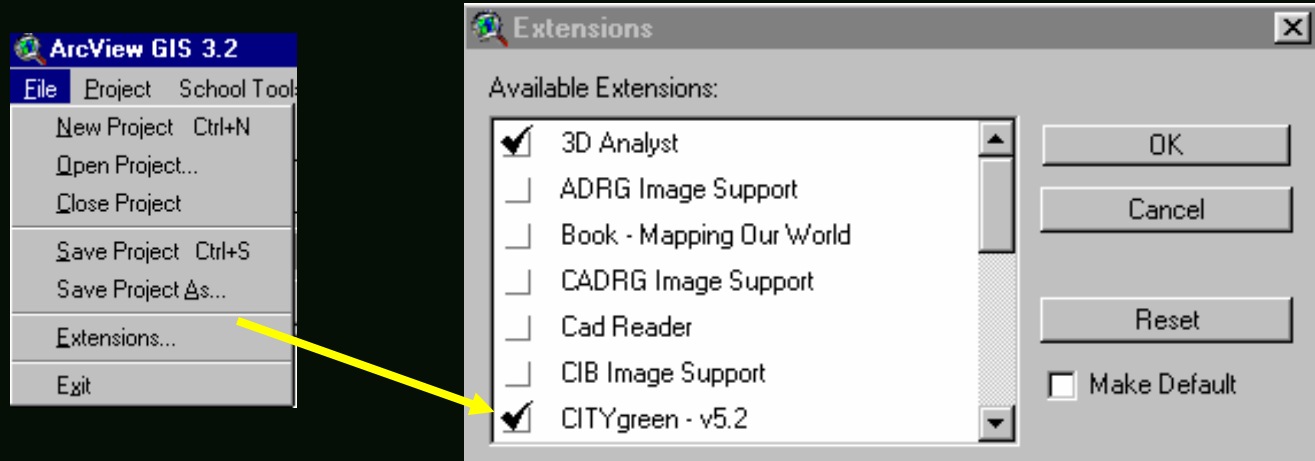 ArcView GIS 3.2
File Project School Tool
New Project Ctrl+N
Open Project...
Close Project
Save Project Ctrl+S
Save Project As...
Extensions...
Exit
Extensions
Available Extensions:
3D Analyst
ADRG Image Support
Book - Mapping Our World
CADRG Image Support
Cad Reader
CIB Image Support
CITYgreen - v5.2
OK
Cancel
Reset
Make Default